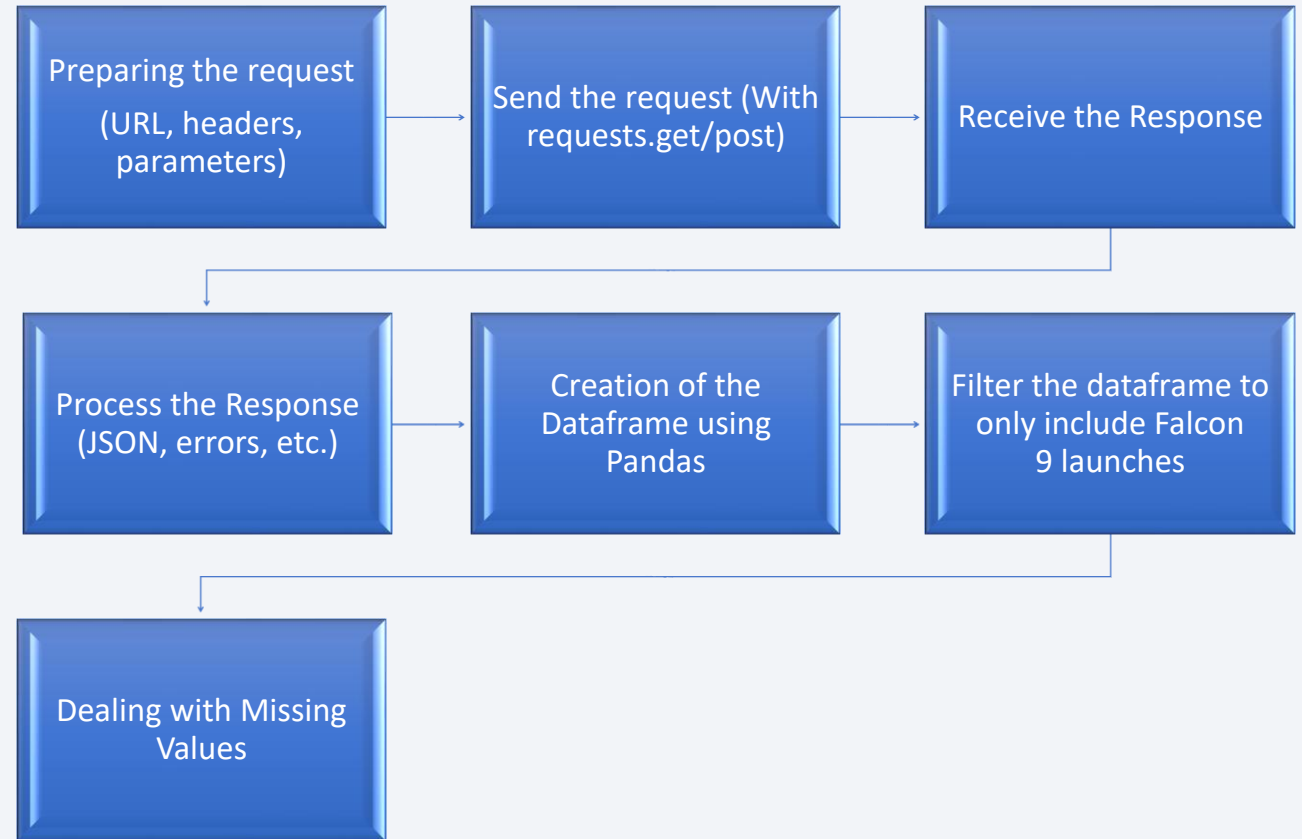 Preparing the request
(URL, headers,
parameters)
Send the request (With
requests.get/post)
Receive the Response
Process the Response
(JSON, errors, etc.)
Creation of the
Dataframe using
Pandas
Filter the dataframe to
only include Falcon
9 launches
Dealing with Missing
Values